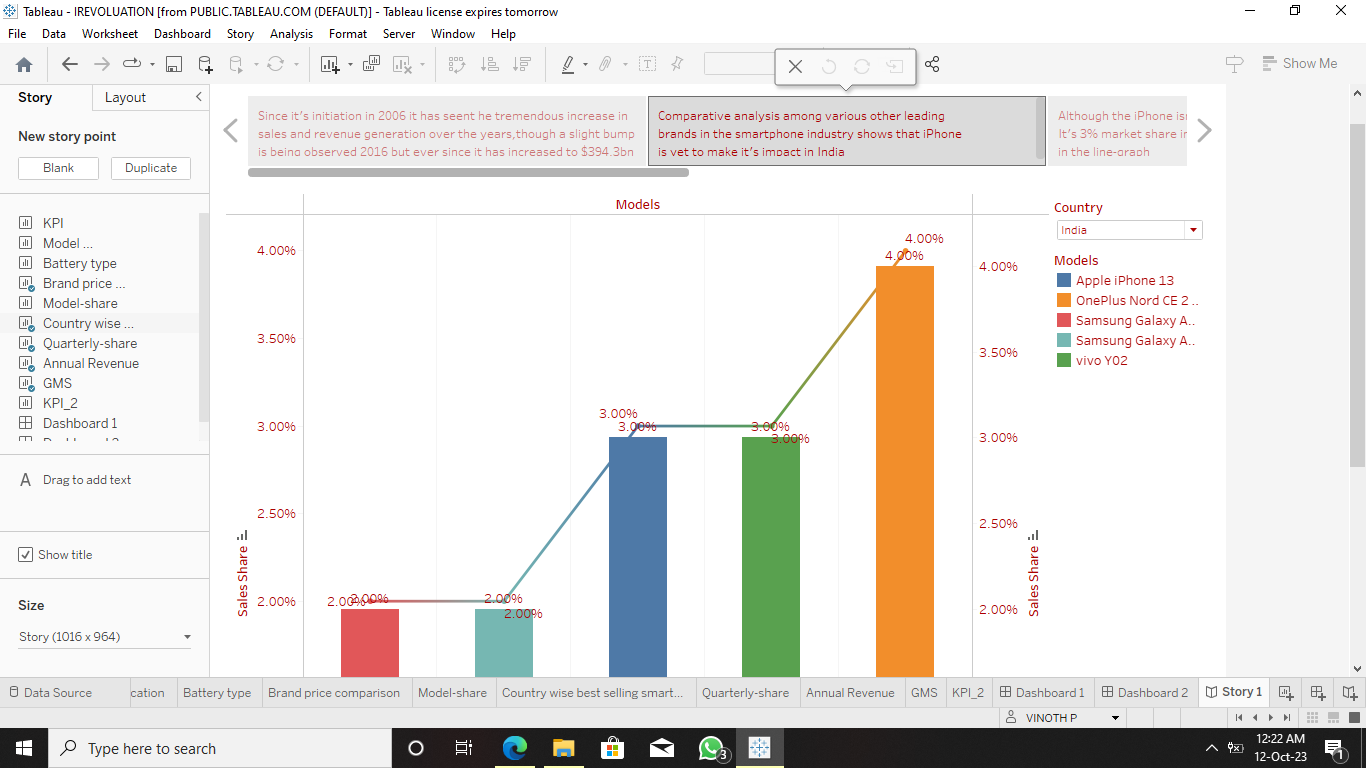 Tableau - IREVOLUATION [from PUBLIC.TABLEAU.COM (DEFAULT)] - Tableau license expires tomorrow
File Data Worksheet Dashboard Story Analysis Format Server Window Help
Show Me
Story Layout
New story point
Blank Duplicate
KPI
Model ...
Battery type
Brand price ...
Model-share
Country wise ...
Quarterly-share
Annual Revenue
GMS
KPI_2
Dashboard 1
A Drag to add text
Show title
Size
Story (1016 x 964)
Since it's initiation in 2006 it has seent he tremendous increase in
sales and revenue generation over the years,though a slight bump
is being observed 2016 but ever since it has increased to $394.3bn
Comparative analysis among various other leading
brands in the smartphone industry shows that iPhone
is yet to make it's impact in India
Although the iPhone
It's 3% market share
in the line-graph
Models
4.00%
3.50%
3.00%
2.50%
2.00%
Sales Share
2.00% 2.00%
2.00%
2.00%
3.00%
3.00%
3.00%
3.00%
4.00%
4.00%
4.00%
3.50%
3.00%
2.50%
2.00%
Sales Share
Country
India
Models
Apple iPhone 13
OnePlus Nord CE 2 ..
Samsung Galaxy A..
Samsung Galaxy A..
vivo Y02
Data Source cation Battery type Brand price comparison Model-share Country wise best selling smart... Quarterly-share Annual Revenue GMS KPI_2 Dashboard 1 Dashboard 2 Story 1
VINOTH P
Type here to search
3
12:22 AM
12-Oct-23
1